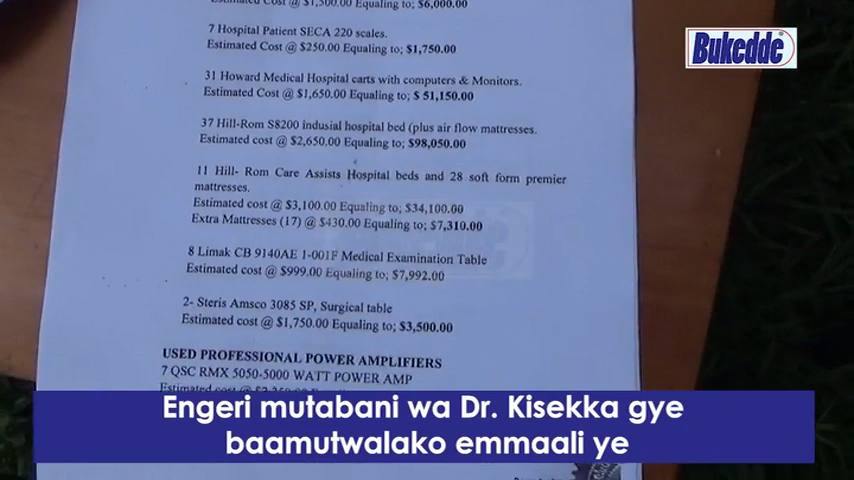 Estimated Cost @ $1,500.00 Equaling to; $6,000.00
Bukedde
7 Hospital Patient SECA 220 scales.
Estimated Cost @ $250.00 Equaling to; $1,750.00
31 Howard Medical Hospital carts with computers & Monitors.
Estimated Cost @ $1,650.00 Equaling to; $ 51,150.00
37 Hill-Rom S8200 indusial hospital bed (plus air flow mattresses.
Estimated cost @ $2,650.00 Equaling to; $98,050.00
11 Hill- Rom Care Assists Hospital beds and 28 soft form premier
mattresses.
Estimated cost @ $3,100.00 Equaling to; $34,100.00
Extra Mattresses (17) @ $430.00 Equaling to; $7,310.00
8 Limak CB 9140AE 1-001F Medical Examination Table
Estimated cost @ $999.00 Equaling to; $7,992.00
2- Steris Amsco 3085 SP, Surgical table
Estimated cost @ $1,750.00 Equaling to; $3,500.00
USED PROFESSIONAL POWER AMPLIFIERS
7 QSC RMX 5050-5000 WATT POWER AMP
Estimated cost @
Engeri mutabani wa Dr. Kisekka gye
baamutwalako emmaali ye